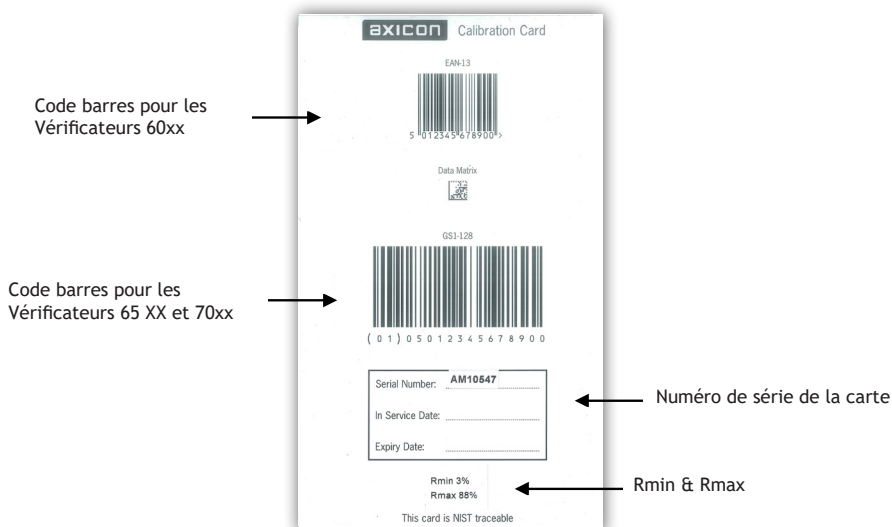 axicon Calibration Card
EAN-13
5 012345 678900 >
Code barres pour les
Vérificateurs 60xx
Data Matrix
GS1-128
(01)05012345678900
Code barres pour les
Vérificateurs 65 XX et 70xx
Serial Number: AM10547
In Service Date:
Expiry Date:
Numéro de série de la carte
Rmin 3%
Rmax 88%
Rmin & Rmax
This card is NIST traceable